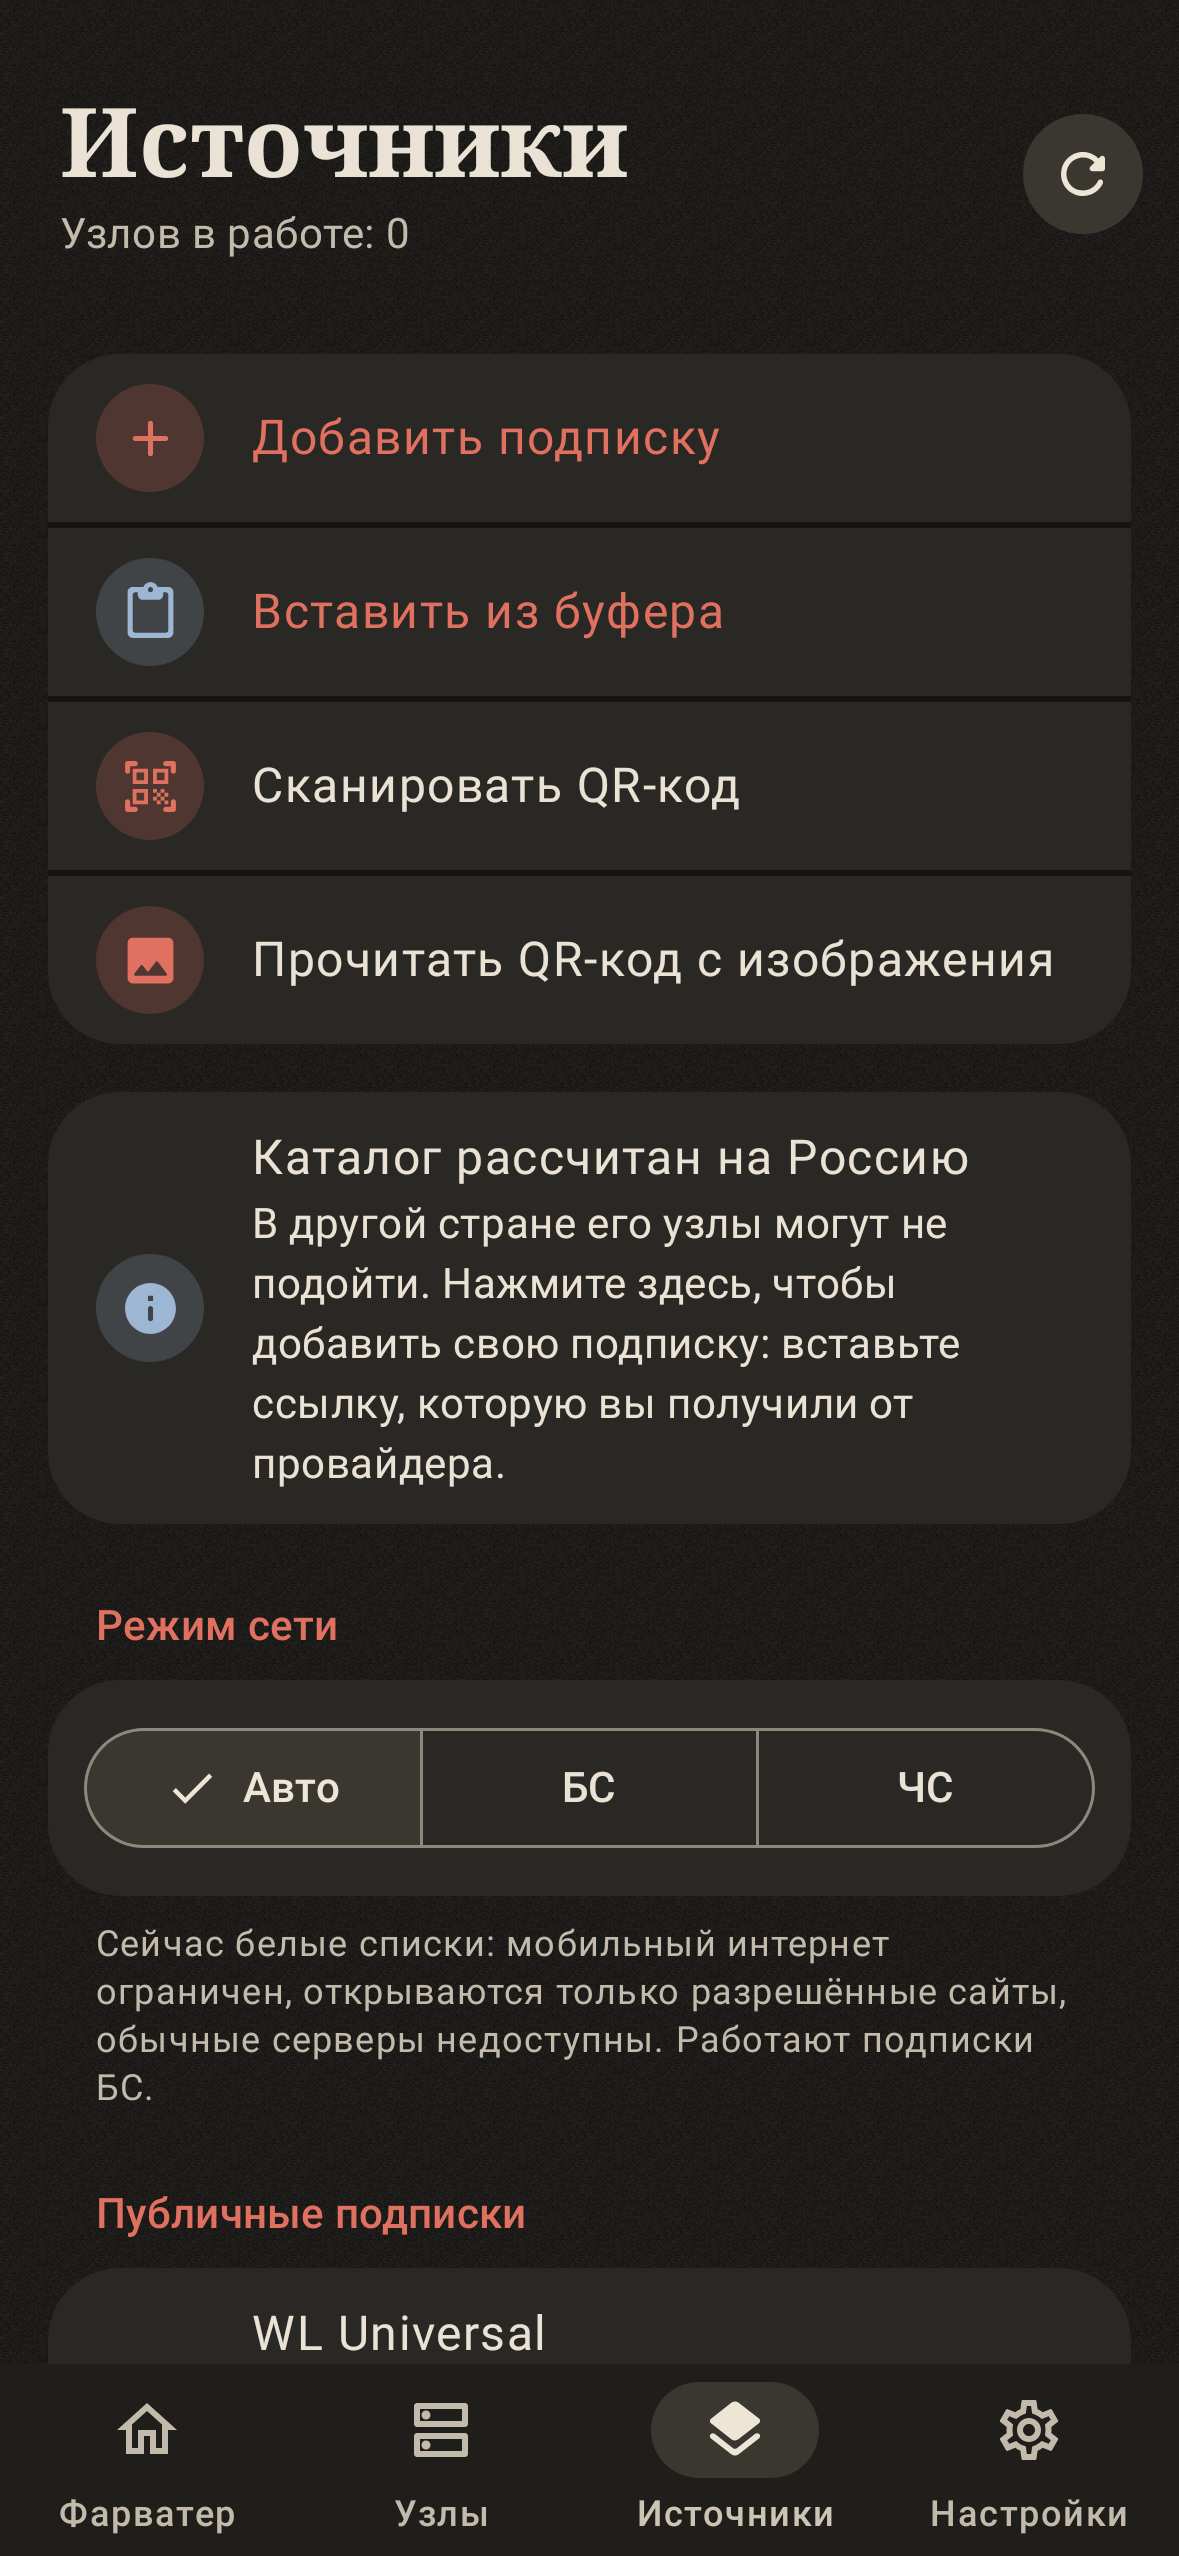 Источники
Узлов в работе: 0
Добавить подписку
Вставить из буфера
Сканировать QR-код
Прочитать QR-код с изображения
Каталог рассчитан на Россию
В другой стране его узлы могут не
подойти. Нажмите здесь, чтобы
добавить свою подписку: вставьте
ссылку, которую вы получили от
провайдера.
Режим сети
Авто
БС
ЧС
Сейчас белые списки: мобильный интернет
ограничен, открываются только разрешённые сайты,
обычные серверы недоступны. Работают подписки
БС.
Публичные подписки
WL Universal
Фарватер
Узлы
Источники
Настройки